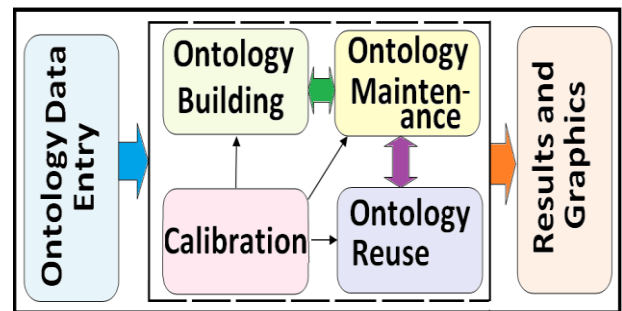 Ontology Data
Entry
Ontology
Building
Ontology
Mainten-
ance
Calibration
Ontology
Reuse
Results and
Graphics